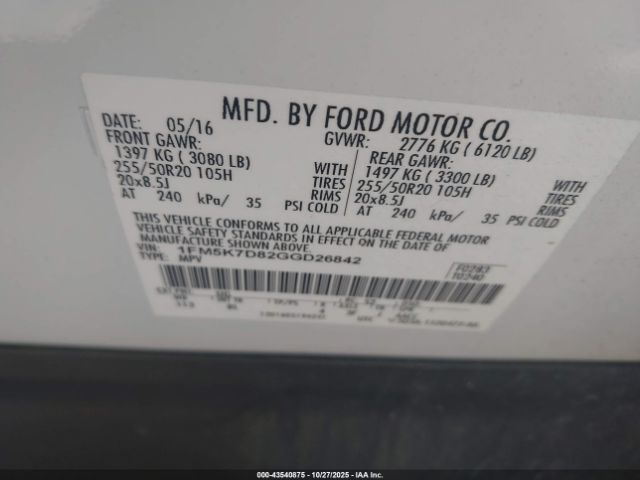 MFD. BY FORD MOTOR CO.
DATE: 05/16 GVWR: 2776 KG ( 6120 LB)
FRONT GAWR: REAR GAWR:
1397 KG ( 3080 LB) WITH 1497 KG ( 3300 LB) WITH
255/50R20 105H TIRES 255/50R20 105H TIRES
20x8.5J RIMS 20x8.5J RIMS
AT 240 kPa/ 35 PSI COLD AT 240 kPa/ 35 PSI COLD
THIS VEHICLE CONFORMS TO ALL APPLICABLE FEDERAL MOTOR
VEHICLE SAFETY STANDARDS IN EFFECT ON THE DATE OF
MANUFACTURE SHOWN ABOVE.
VIN: 1FM5K7D82GGD26842
TYPE: MPV
F0283
T0240
000-43540875 - 10/27/2025 - IAA Inc.